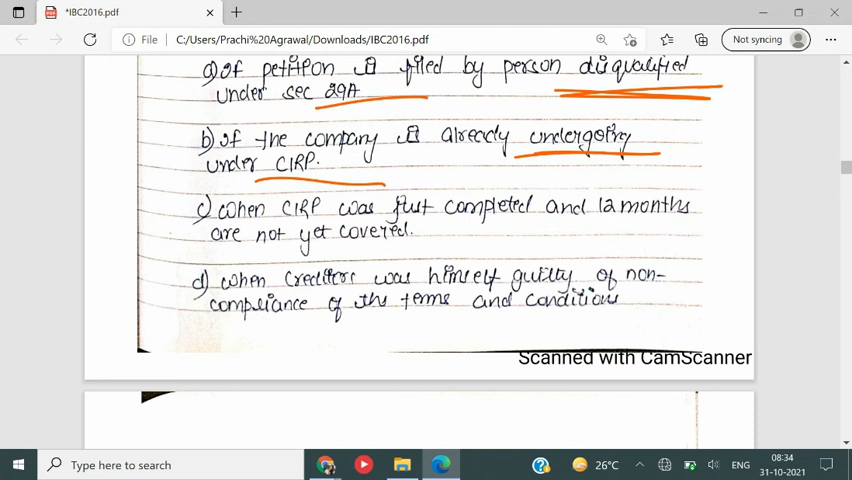 *IBC2016.pdf
File
C:/Users/Prachi%20Agrawal/Downloads/IBC2016.pdf
Not syncing
a) If petition is filed by person disqualified
under sec 29A
b) If the company is already undergoing
under CIRP.
c) When CIRP was just completed and 12 months
are not yet covered.
d) When Creditors was himself guilty of non-
compliance of the terms and conditions
Scanned with CamScanner
Type here to search
26°C
ENG
08:34
31-10-2021